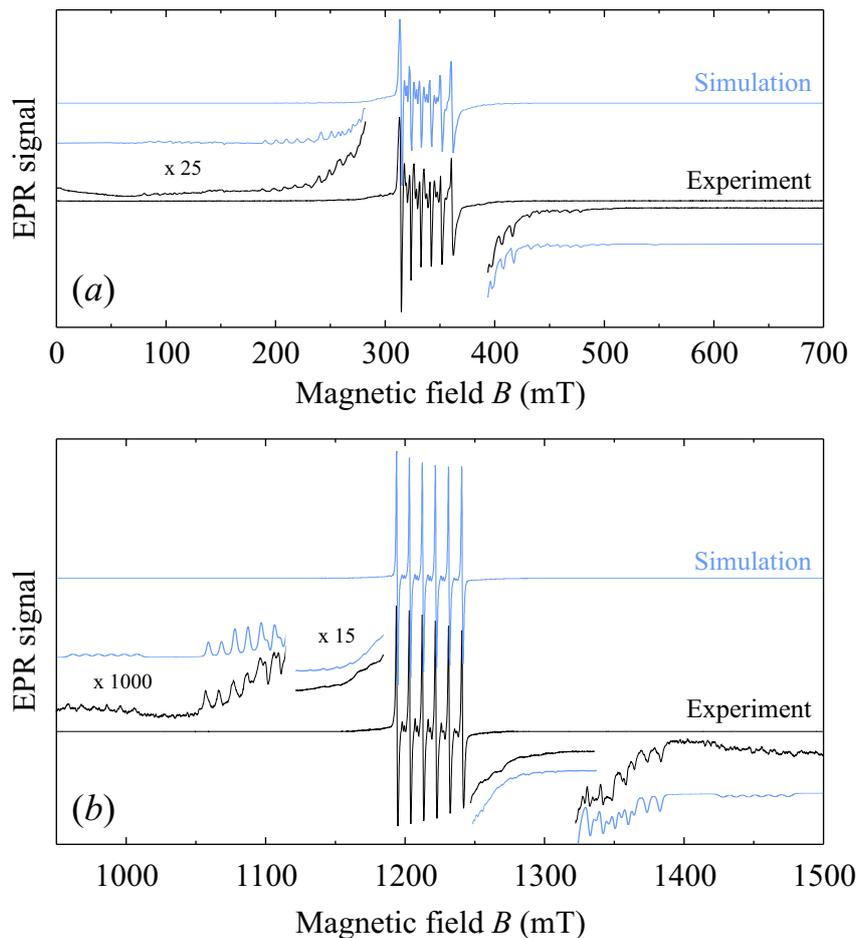 EPR signal
Simulation
x 25
Experiment
(a)
0 100 200 300 400 500 600 700
Magnetic field B (mT)
EPR signal
Simulation
x 15
x 1000
Experiment
(b)
1000 1100 1200 1300 1400 1500
Magnetic field B (mT)